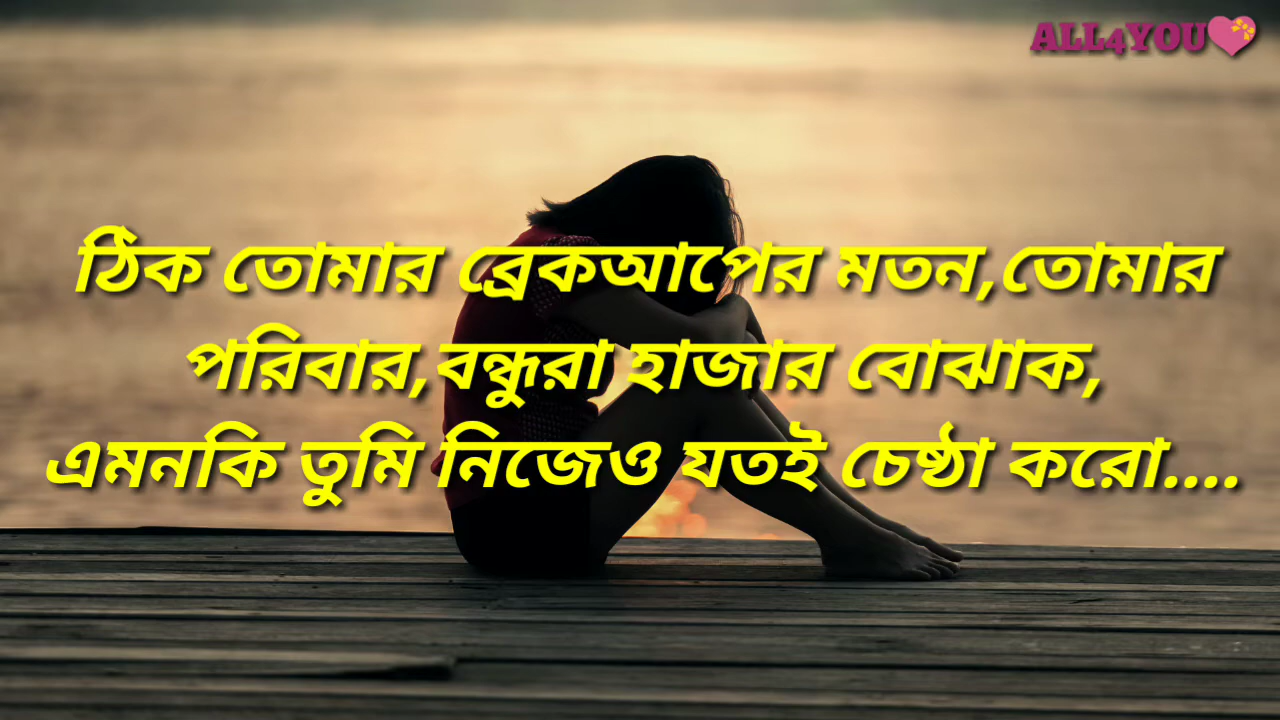 ALL4YOU💝
ঠিক তোমার ব্রেকআপের মতন,তোমার
পরিবার,বন্ধুরা হাজার বোঝাক,
এমনকি তুমি নিজেও যতই চেষ্ঠা করো....